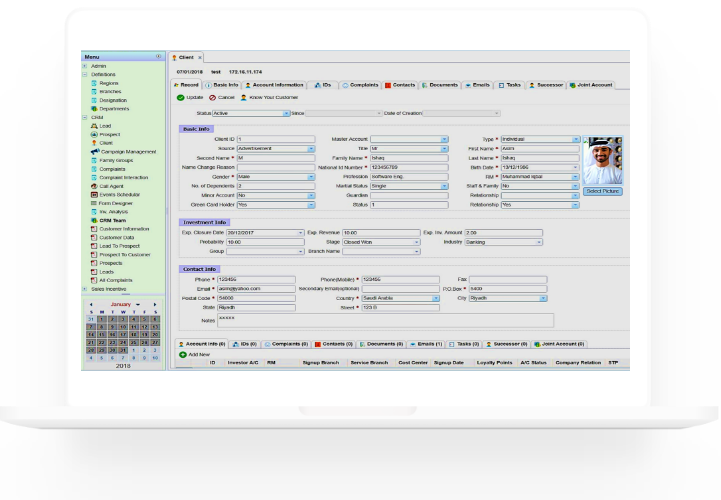 Menu
Admin
Definitions
Regions
Branches
Designation
Departments
CRM
Lead
Prospect
Client
Campaign Management
Family Groups
Complaints
Complaint Interaction
Call Agent
Events Scheduler
Form Designer
Inv. Analysis
CRM Team
Customer Information
Customer Data
Lead To Prospect
Prospect To Customer
Prospects
Leads
All Complaints
Sales Incentive
January
S M T W T F S
31 1 2 3 4 5 6
7 8 9 10 11 12 13
14 15 16 17 18 19 20
21 22 23 24 25 26 27
28 29 30 31 1 2 3
4 5 6 7 8 9 10
2018
Client
07/01/2018 test 172.16.11.174
Record Basic Info Account Information IDs Complaints Contacts Documents Emails Tasks Successor Joint Account
Update Cancel Know Your Customer
Status Active Since Date of Creation
Basic Info
Client ID 1 Master Account Type * Individual
Source Advertisement Title Mr First Name * Asim
Second Name * M Family Name * Ishaq Last Name * Ishaq
Name Change Reason National Id Number * 123456789 Birth Date * 13/12/1986
Gender * Male Profession Software Eng. RM * Muhammad Iqbal
No. of Dependents 2 Marital Status Single Staff & Family No
Select Picture
Minor Account No Guardian Relationship
Green Card Holder Yes Status 1 Relationship Yes
Investment Info
Exp. Closure Date 20/12/2017 Exp. Revenue 10.00 Exp. Inv. Amount 2.00
Probability 10.00 Stage Closed Won Industry Banking
Group Branch Name
Contact Info
Phone * 123456 Phone(Mobile) * 123456 Fax
Email * asim@yahoo.com Secondary Email(optional) P.O.Box * 5400
Postal Code * 54000 Country * Saudi Arabia City Riyadh
State Riyadh Street * 123-B
Notes xxxxx
Account Info (0) IDs (0) Complaints (0) Contacts (0) Documents (0) Emails (1) Tasks (0) Successor (0) Joint Account (0)
Add New
ID Investor A/C RM Signup Branch Service Branch Cost Center Signup Date Loyalty Points A/C Status Company Relation STP